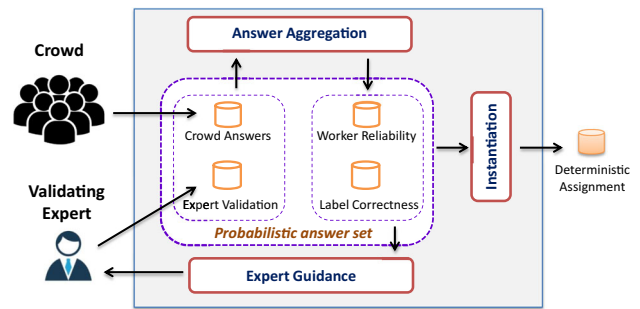 Answer Aggregation
Crowd
Crowd Answers
Worker Reliability
Instantiation
Deterministic
Assignment
Validating
Expert
Expert Validation
Label Correctness
Probabilistic answer set
Expert Guidance